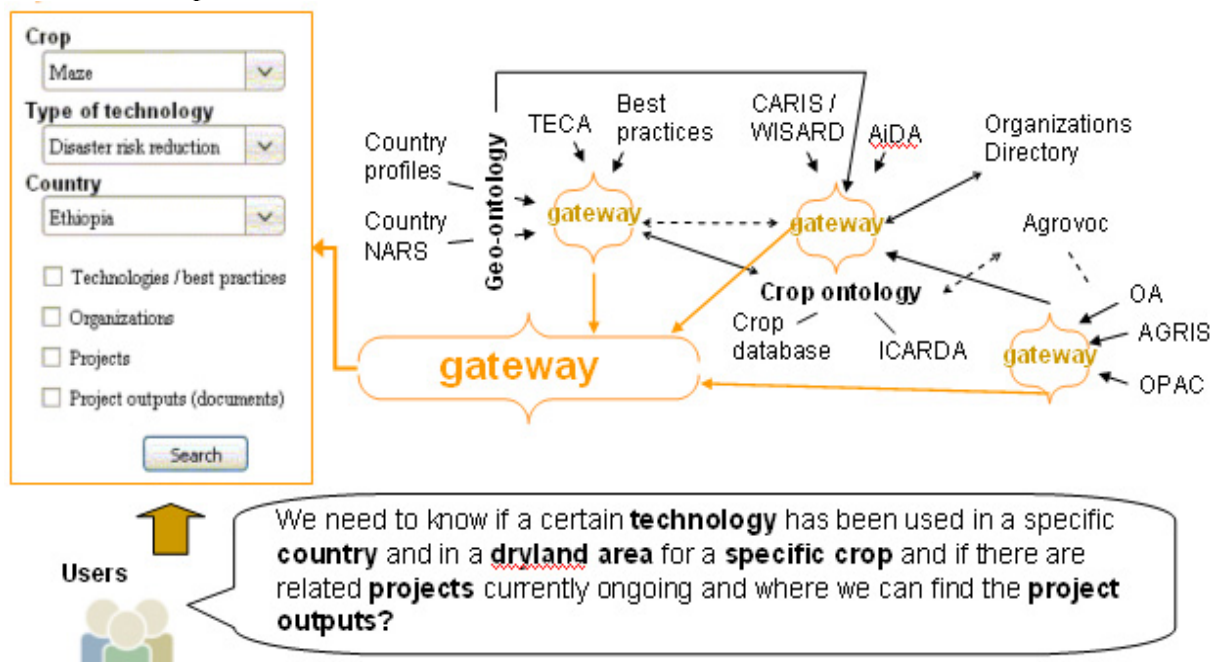 Crop
Maze
Type of technology
Disaster risk reduction
Country
Ethiopia
Technologies / best practices
Organizations
Projects
Project outputs (documents)
Search
Country
profiles
Country
NARS
Geo-ontology
TECA
Best
practices
gateway
CARIS /
WISARD
AiDA
Organizations
Directory
gateway
Agrovoc
Crop ontology
Crop
database
ICARDA
OA
AGRIS
OPAC
gateway
gateway
Users
We need to know if a certain technology has been used in a specific
country and in a dryland area for a specific crop and if there are
related projects currently ongoing and where we can find the project
outputs?